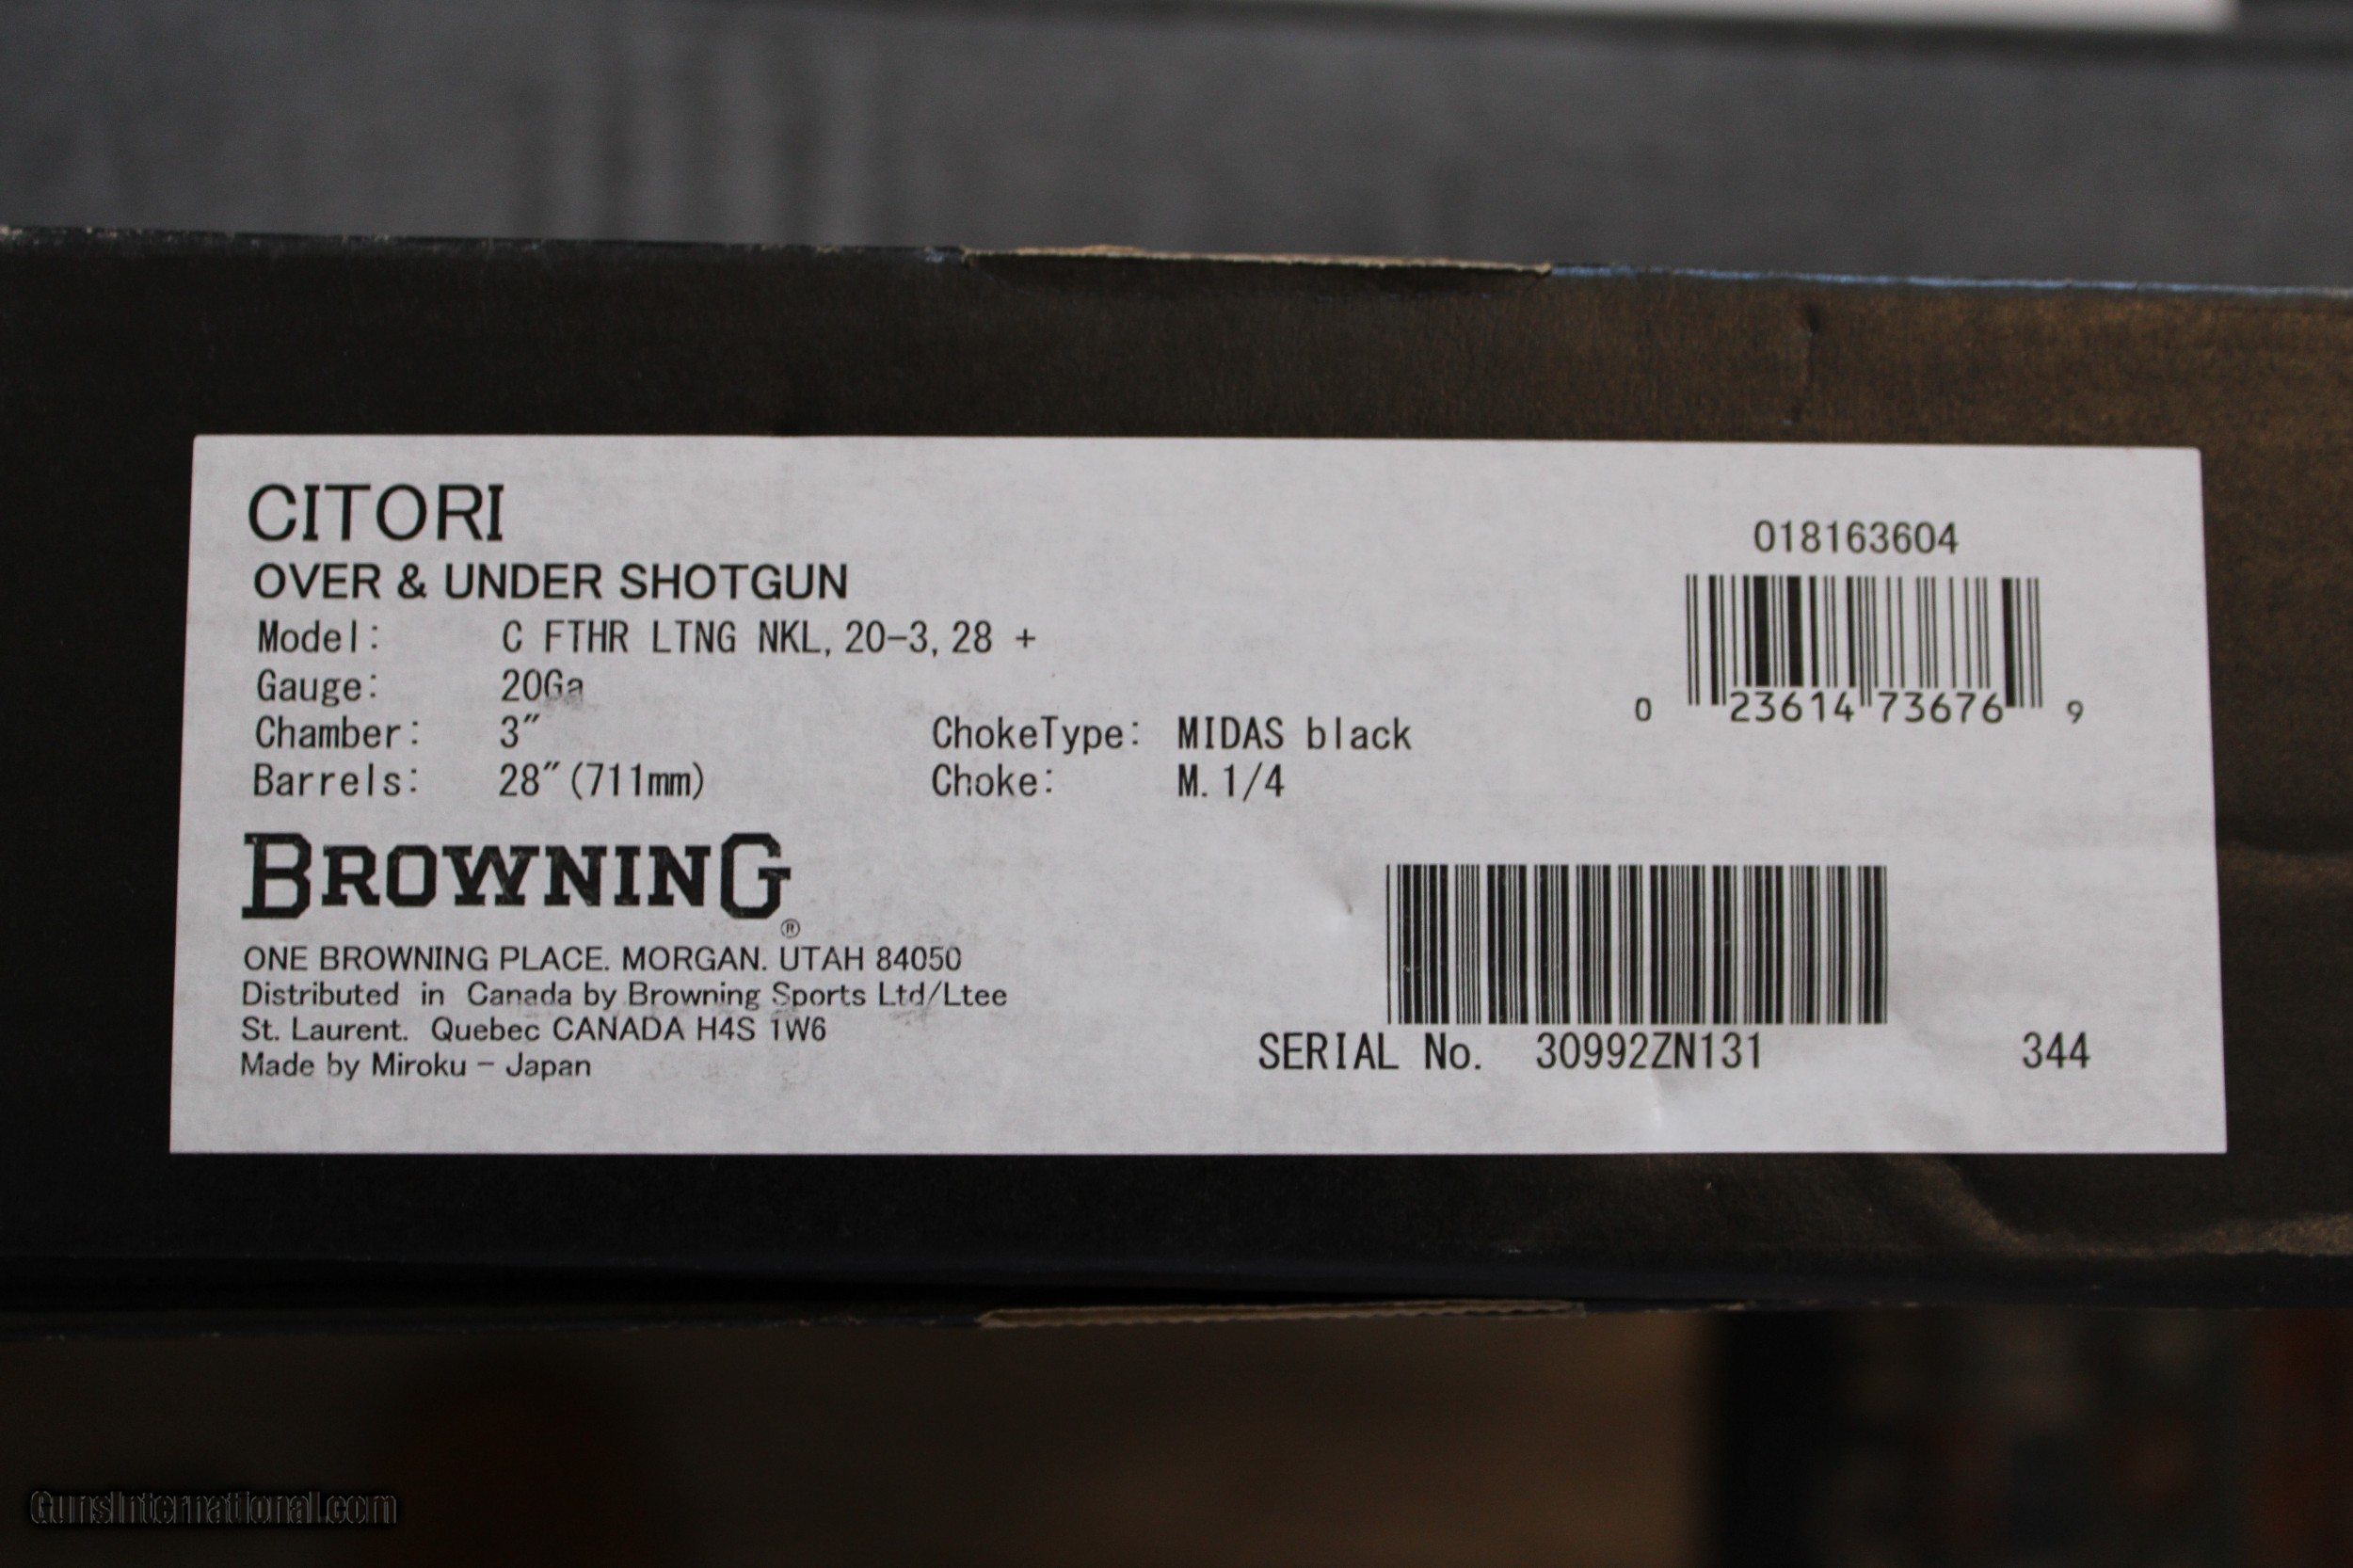 CITORI
OVER & UNDER SHOTGUN
Model: C FTHR LTNG NKL, 20-3, 28 +
Gauge: 20Ga
Chamber: 3″ ChokeType: MIDAS black
Barrels: 28″(711mm) Choke: M. 1/4
BROWNING®
ONE BROWNING PLACE. MORGAN. UTAH 84050
Distributed in Canada by Browning Sports Ltd/Ltee
St. Laurent. Quebec CANADA H4S 1W6
Made by Miroku - Japan
018163604
0 23614 73676 9
SERIAL No. 30992ZN131 344
GunsInternational.com